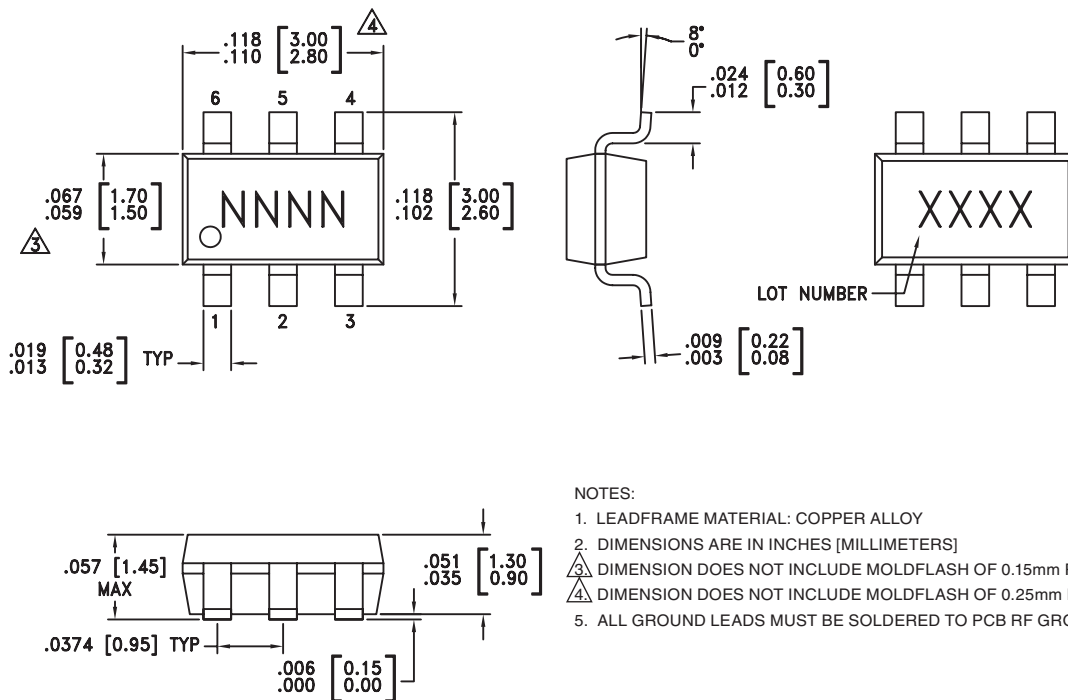 .118 [3.00]
.110 [2.80]
4
6 5 4
.067 [1.70]
.059 [1.50]
3
NNNN
.118 [3.00]
.102 [2.60]
1 2 3
.019 [0.48] TYP
.013 [0.32]
8°
0°
.024 [0.60]
.012 [0.30]
.009 [0.22]
.003 [0.08]
XXXX
LOT NUMBER
.057 [1.45]
MAX
.051 [1.30]
.035 [0.90]
.0374 [0.95] TYP
.006 [0.15]
.000 [0.00]
NOTES:
1. LEADFRAME MATERIAL: COPPER ALLOY
2. DIMENSIONS ARE IN INCHES [MILLIMETERS]
3. DIMENSION DOES NOT INCLUDE MOLDFLASH OF 0.15mm
4. DIMENSION DOES NOT INCLUDE MOLDFLASH OF 0.25mm
5. ALL GROUND LEADS MUST BE SOLDERED TO PCB RF